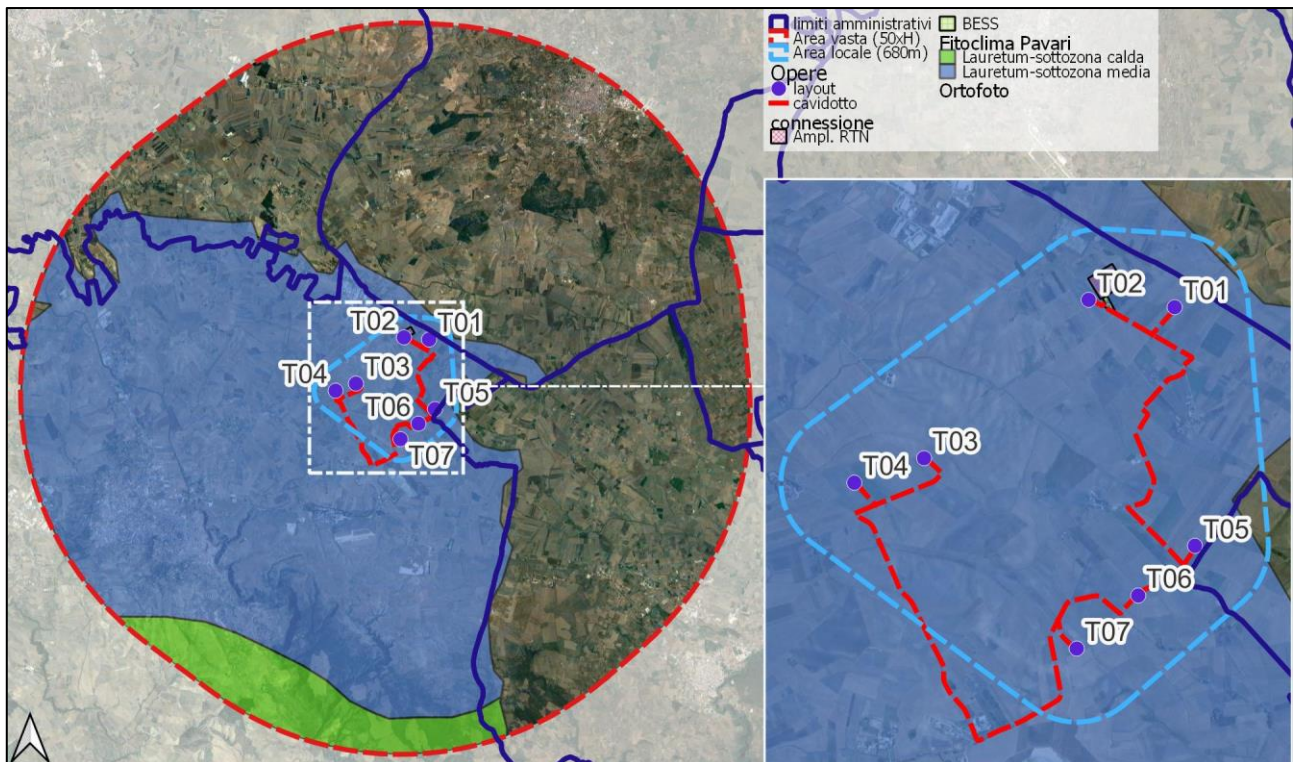 limiti amministrativi
Area vasta (50xH)
Area locale (680m)
Opere
layout
cavidotto
connessione
Ampl. RTN
BESS
Fitoclima Pavari
Lauretum-sottozona calda
Lauretum-sottozona media
Ortofoto
T02
T01
T03
T04
T05
T06
T07
T02
T01
T03
T04
T05
T06
T07